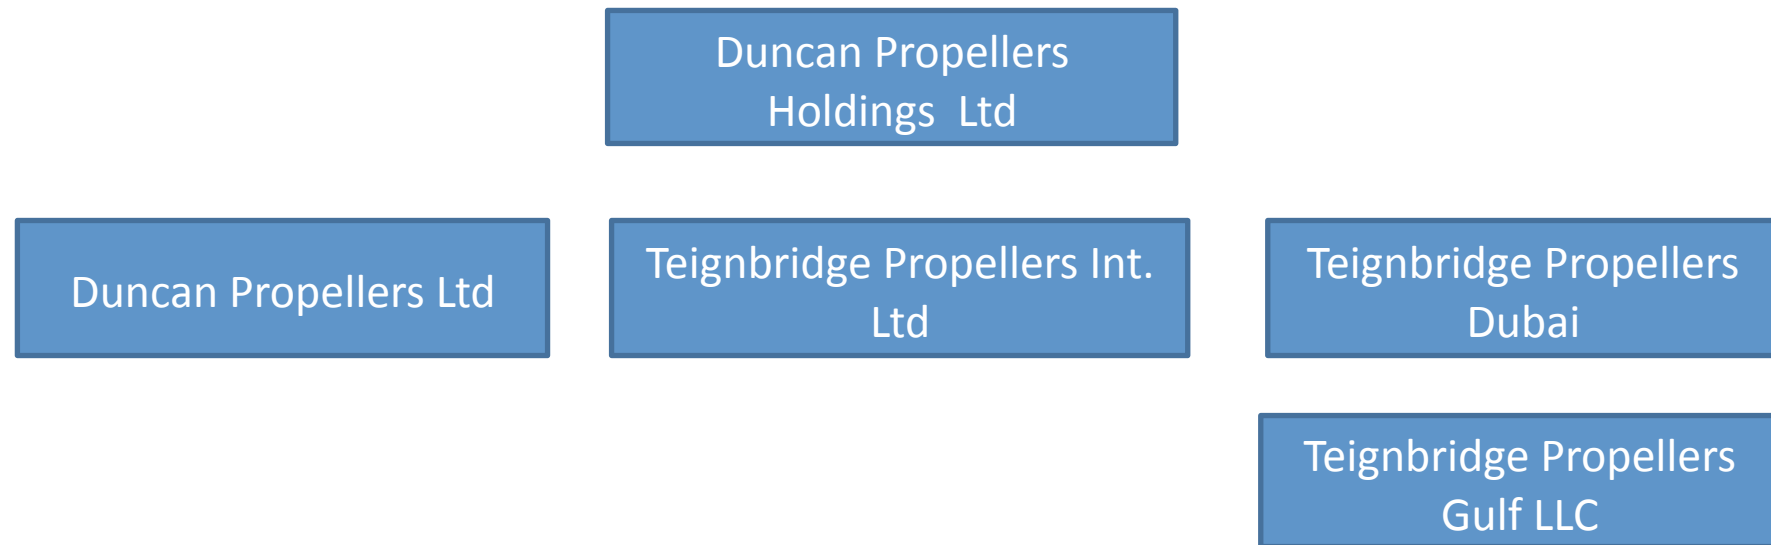 Duncan Propellers
Holdings  Ltd
Duncan Propellers Ltd
Teignbridge Propellers Int.
Ltd
Teignbridge Propellers
Dubai
Teignbridge Propellers
Gulf LLC